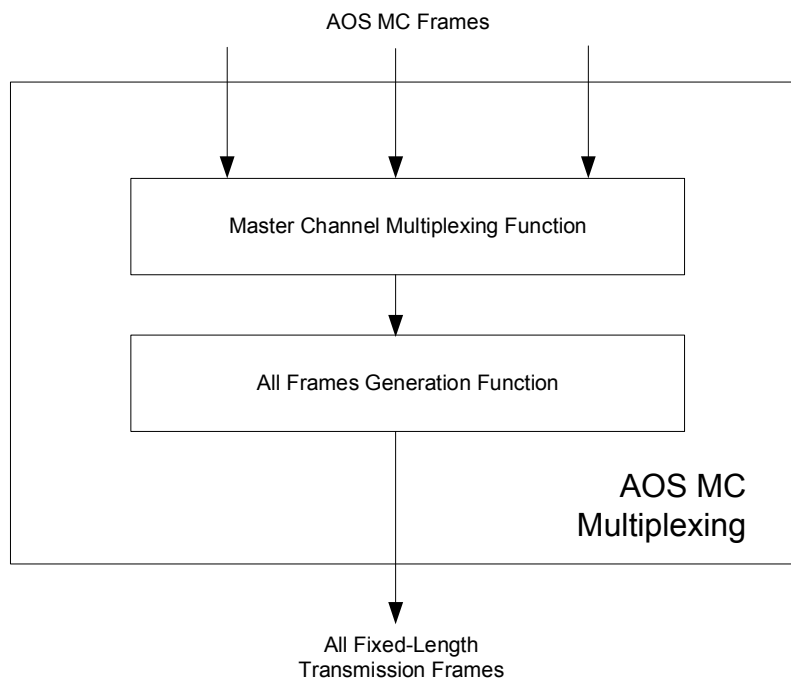 AOS MC Frames
Master Channel Multiplexing Function
All Frames Generation Function
AOS MC
Multiplexing
All Fixed-Length
Transmission Frames